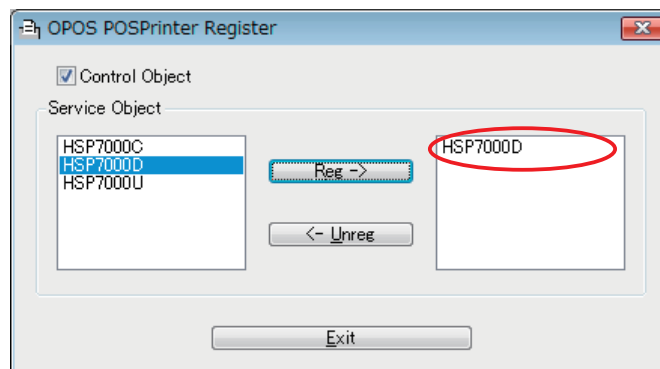 OPOS POSPrinter Register
Control Object
Service Object
HSP7000C
HSP7000D
HSP7000U
Reg ->
<- Unreg
HSP7000D
Exit